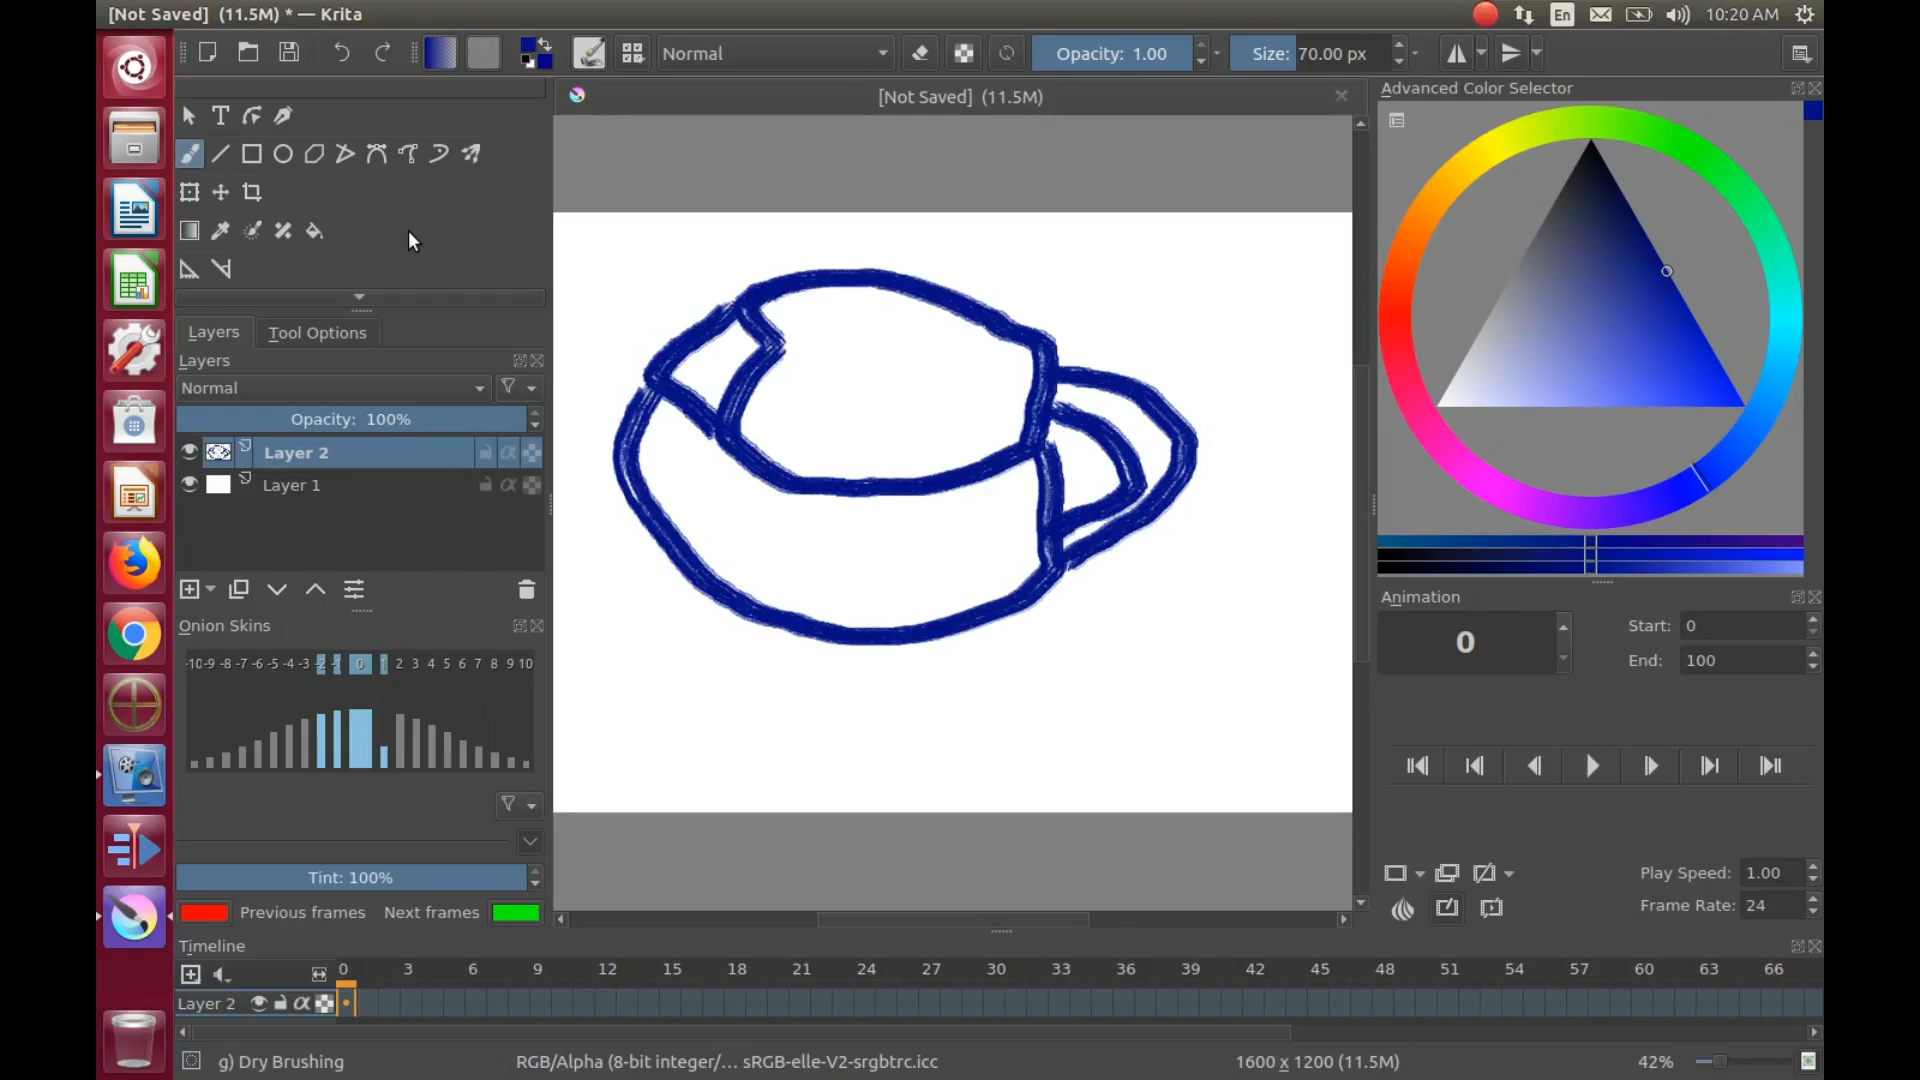 [Not Saved]  (11.5M) * — Krita
En
10:20 AM
Normal
Opacity: 1.00
Size: 70.00 px
[Not Saved]  (11.5M)
Advanced Color Selector
Layers
Tool Options
Layers
Normal
Opacity:  100%
Layer 2
Layer 1
Onion Skins
-10-9 -8 -7 -6 -5 -4 -3 -2 -1 0 1 2 3 4 5 6 7 8 9 10
Tint: 100%
Previous frames
Next frames
Animation
0
Start: 0
End: 100
Play Speed: 1.00
Frame Rate: 24
Timeline
0 3 6 9 12 15 18 21 24 27 30 33 36 39 42 45 48 51 54 57 60 63 66
Layer 2
g) Dry Brushing
RGB/Alpha (8-bit integer/... sRGB-elle-V2-srgbtrc.icc
1600 x 1200 (11.5M)
42%